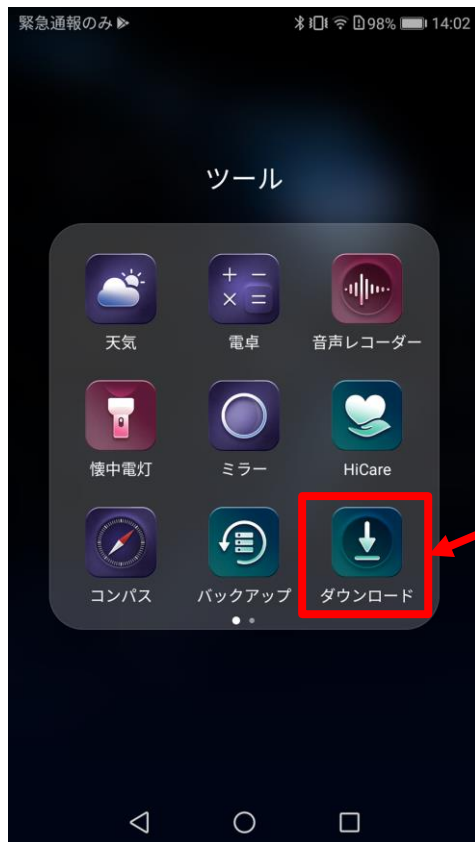 緊急通報のみ 98% 14:02
ツール
天気 電卓 音声レコーダー
懐中電灯 ミラー HiCare
コンパス バックアップ ダウンロード